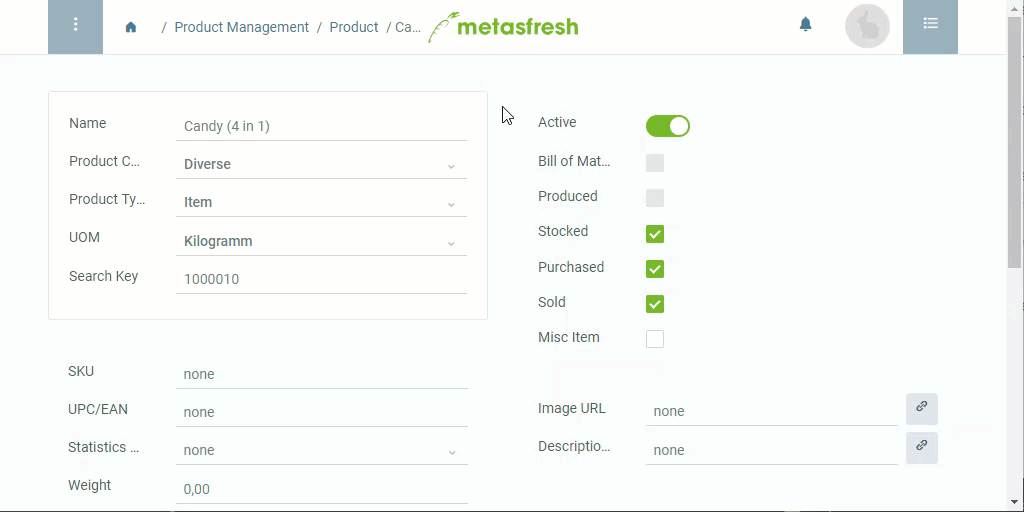 / Product Management / Product / Ca...
metasfresh
Name Candy (4 in 1)
Product C... Diverse
Product Ty... Item
UOM Kilogramm
Search Key 1000010
SKU none
UPC/EAN none
Statistics ... none
Weight 0,00
Active
Bill of Mat...
Produced
Stocked
Purchased
Sold
Misc Item
Image URL none
Descriptio... none